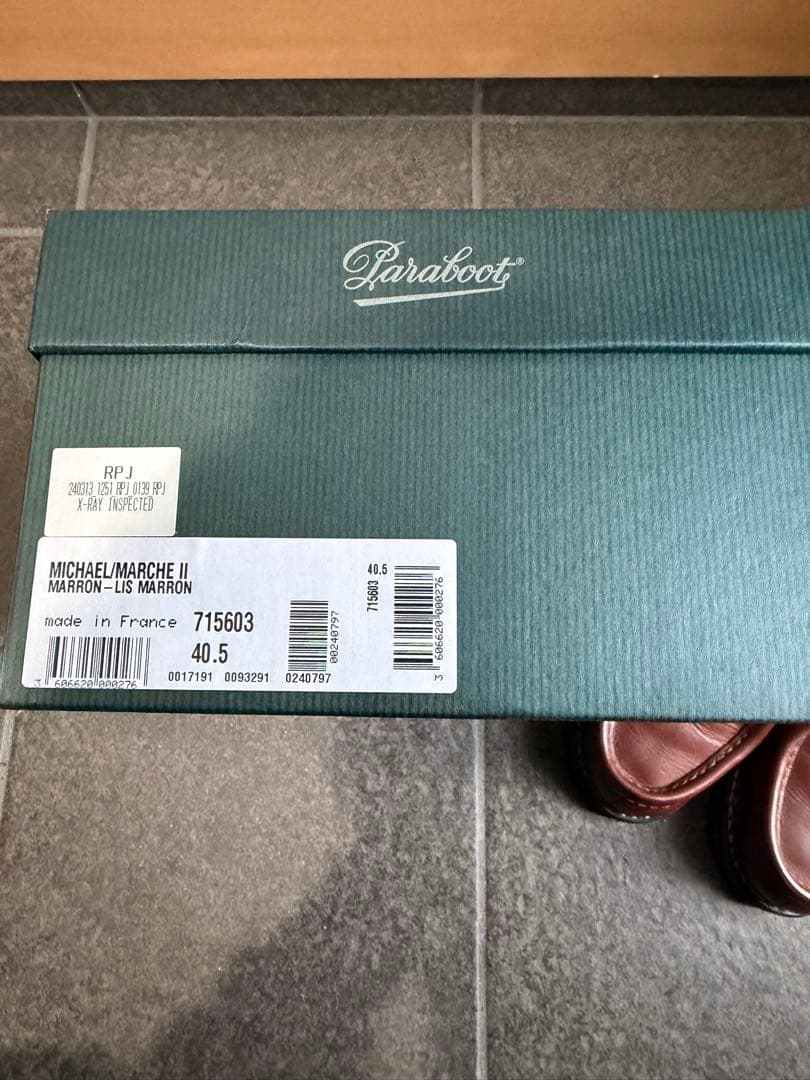 Paraboot®
RPJ
240313 1251 RPJ 0139 RPJ
X-RAY INSPECTED
MICHAEL/MARCHE II
MARRON–LIS MARRON
made in France 715603
40.5
3 606620 000276
0017191 0093291 0240797
00240797
40.5
715603
3 606620 000276